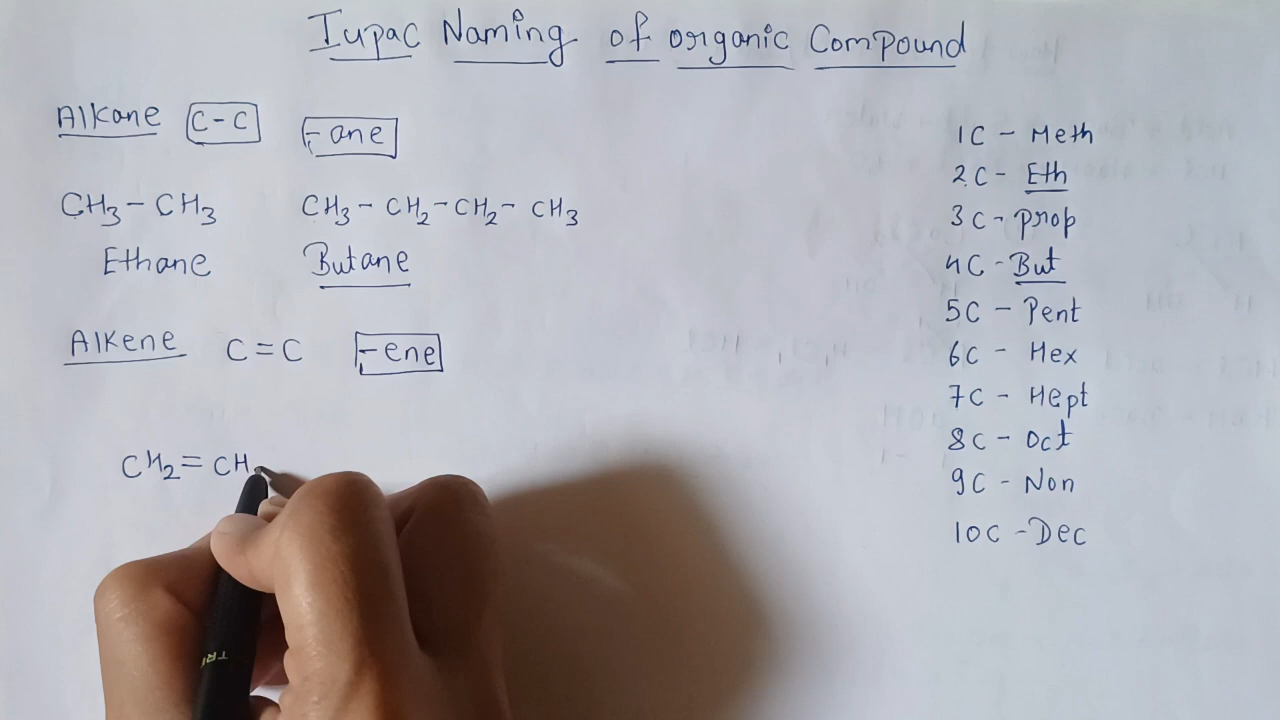 Iupac Naming of organic Compound
Alkane C-C - ane
CH₃ - CH₃ CH₃ - CH₂ - CH₂ - CH₃
Ethane Butane
Alkene C=C - ene
CH₂ = CH
1C - Meth
2C - Eth
3C - prop
4C - But
5C - Pent
6C - Hex
7C - Hept
8C - Oct
9C - Non
10C - Dec